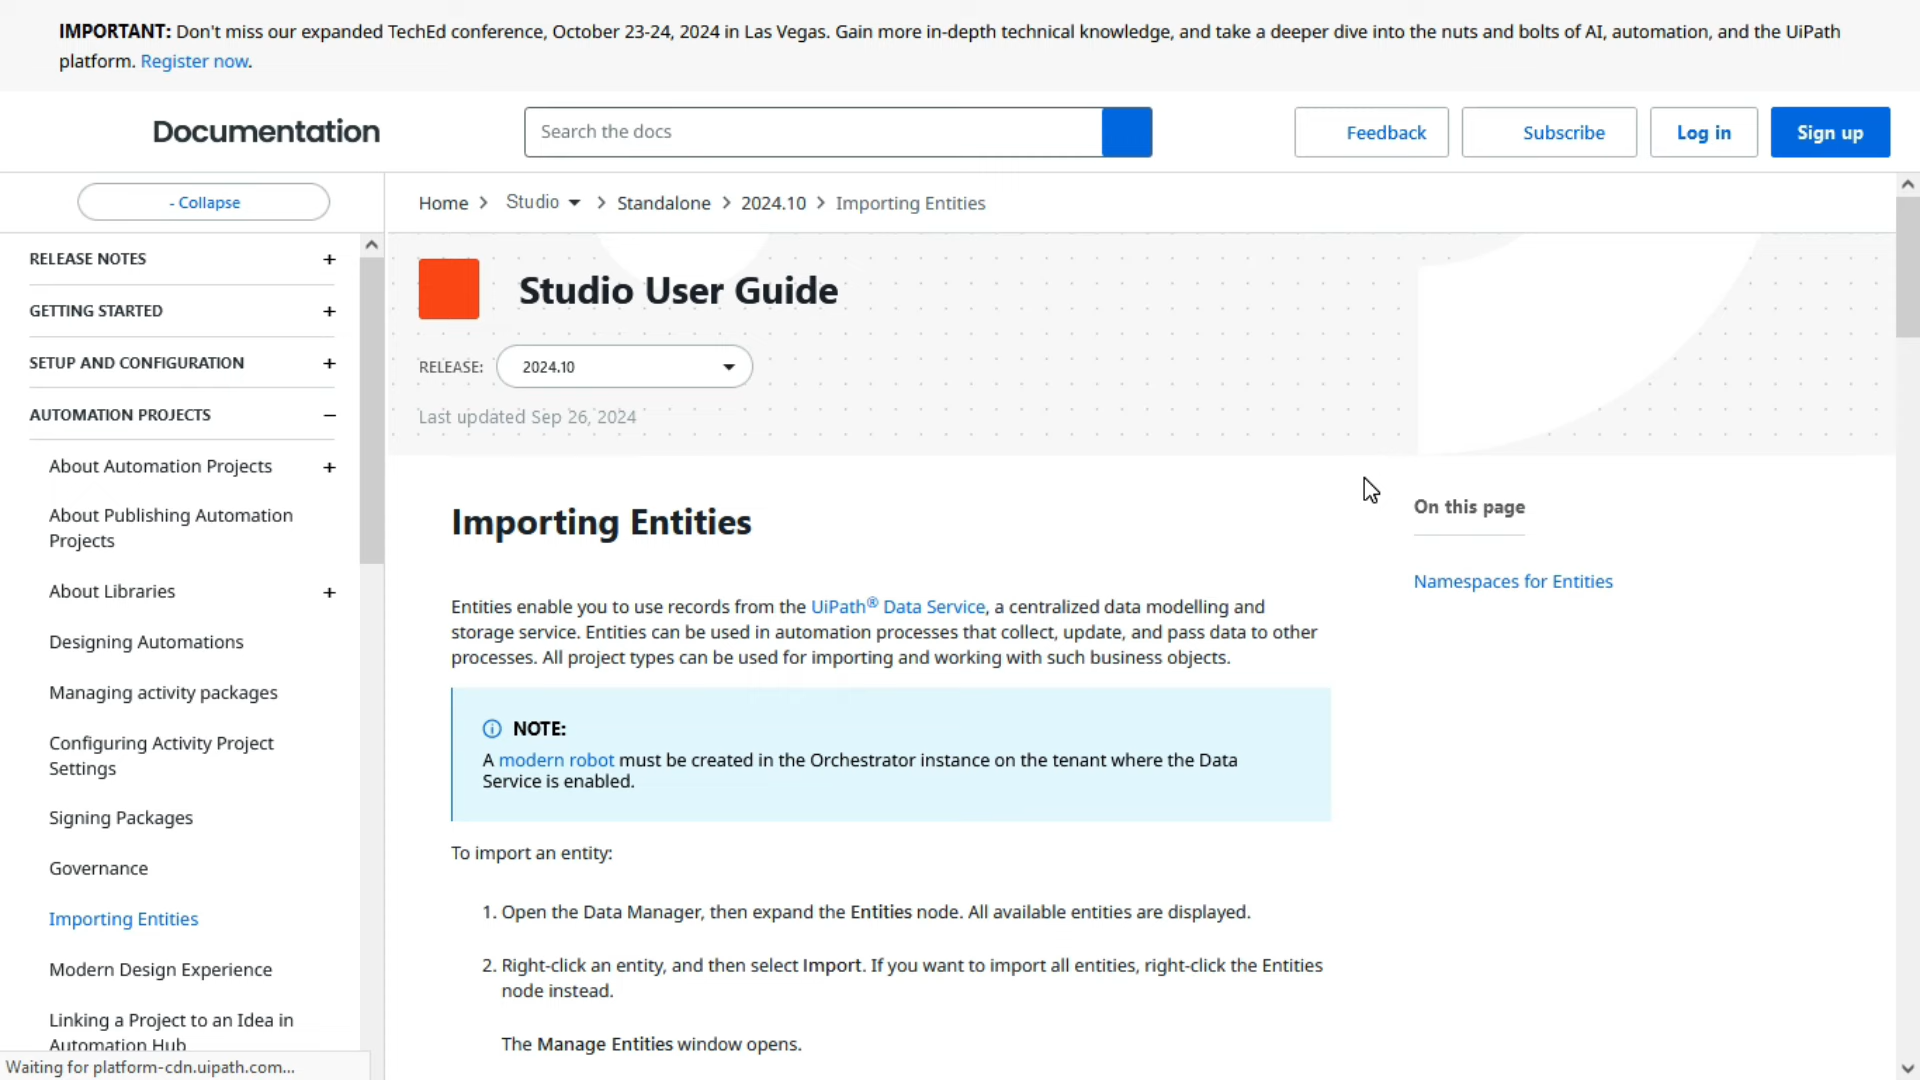 IMPORTANT: Don't miss our expanded TechEd conference, October 23-24, 2024 in Las Vegas. Gain more in-depth technical knowledge, and take a deeper dive into the nuts and bolts of AI, automation, and the UiPath
platform. Register now.
Documentation
Search the docs
Feedback
Subscribe
Log in
Sign up
- Collapse
Home
Studio
Standalone
2024.10
Importing Entities
RELEASE NOTES +
GETTING STARTED +
SETUP AND CONFIGURATION +
AUTOMATION PROJECTS −
About Automation Projects +
About Publishing Automation
Projects
About Libraries +
Designing Automations
Managing activity packages
Configuring Activity Project
Settings
Signing Packages
Governance
Importing Entities
Modern Design Experience
Linking a Project to an Idea in
Automation Hub
Waiting for platform-cdn.uipath.com...
Studio User Guide
RELEASE: 2024.10
Last updated Sep 26, 2024
Importing Entities
Entities enable you to use records from the UiPath® Data Service, a centralized data modelling and
storage service. Entities can be used in automation processes that collect, update, and pass data to other
processes. All project types can be used for importing and working with such business objects.
NOTE:
A modern robot must be created in the Orchestrator instance on the tenant where the Data
Service is enabled.
To import an entity:
1. Open the Data Manager, then expand the Entities node. All available entities are displayed.
2. Right-click an entity, and then select Import. If you want to import all entities, right-click the Entities
node instead.
The Manage Entities window opens.
On this page
Namespaces for Entities